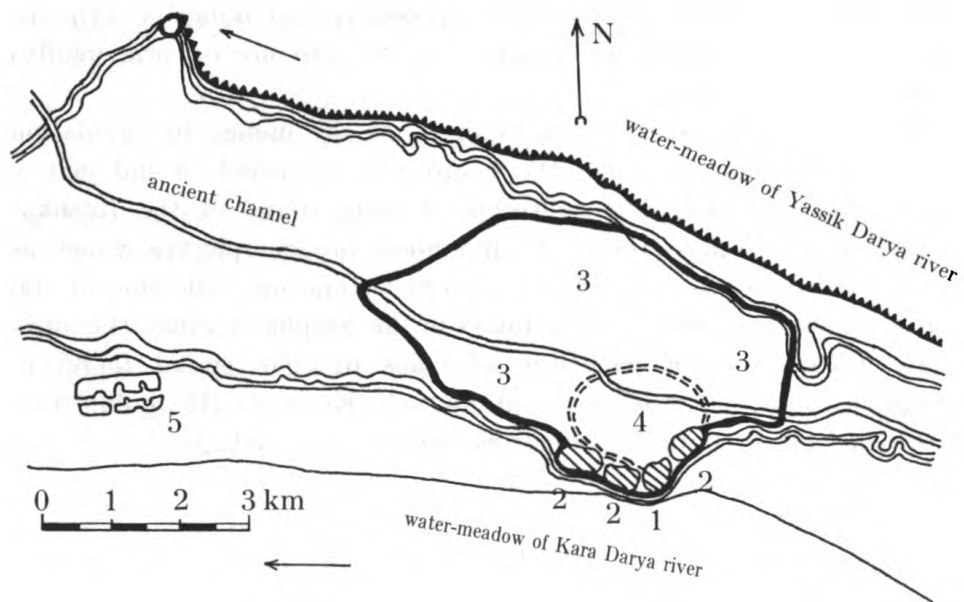 N
water-meadow of Yassik Darya river
ancient channel
3
3
3
4
5
2
2
2
1
0 1 2 3 km
water-meadow of Kara Darya river